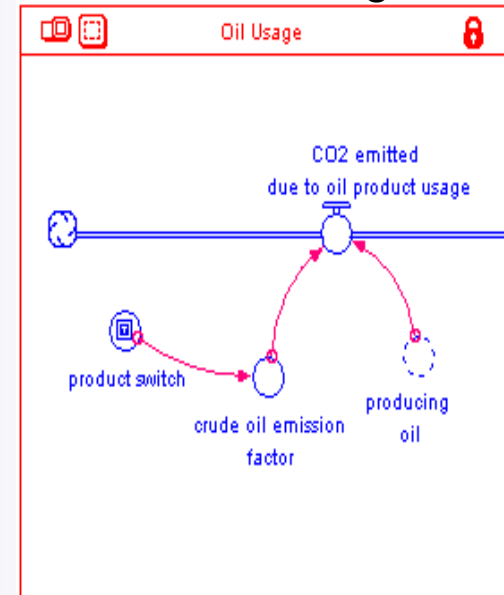 Oil Usage
CO2 emitted
due to oil product usage
product switch
crude oil emission
factor
producing
oil